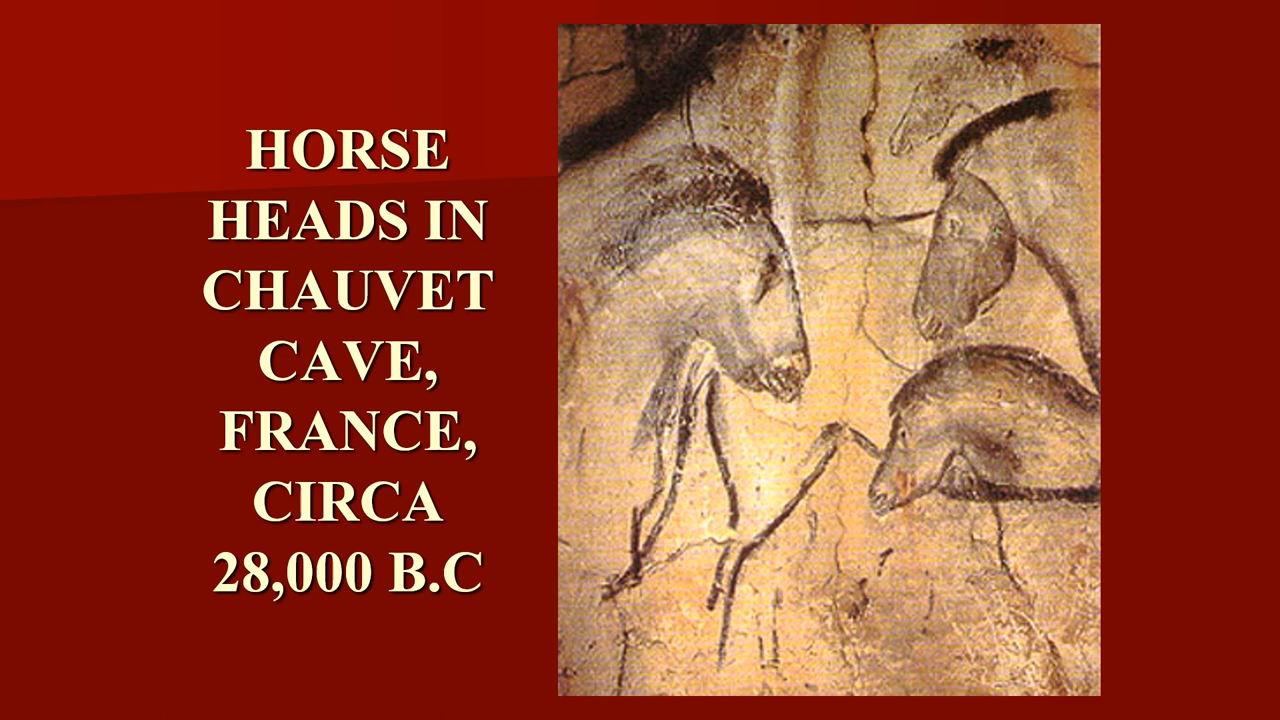 HORSE
HEADS IN
CHAUVET
CAVE,
FRANCE,
CIRCA
28,000 B.C